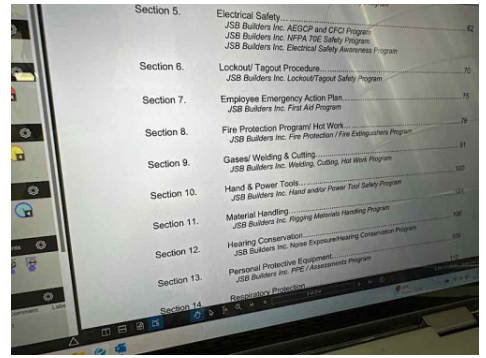 Section 5.
Electrical Safety 62
JSB Builders Inc. AEGCP and CFCI Program
JSB Builders Inc. NFPA 70E Safety Program
JSB Builders Inc. Electrical Safety Awareness Program
Section 6. Lockout/ Tagout Procedure 70
JSB Builders Inc. Lockout/Tagout Safety Program
Section 7. Employee Emergency Action Plan 75
JSB Builders Inc. First Aid Program
Section 8. Fire Protection Program/ Hot Work 78
JSB Builders Inc. Fire Protection / Fire Extinguishers Program
Section 9. Gases/ Welding & Cutting 91
JSB Builders Inc. Welding, Cutting, Hot Work Program
Section 10. Hand & Power Tools 100
JSB Builders Inc. Hand and/or Power Tool Safety Program
Section 11. Material Handling
JSB Builders Inc. Rigging Materials Handling Program
Section 12. Hearing Conservation
JSB Builders Inc. Noise Exposure/Hearing Conservation Program
Section 13. Personal Protective Equipment
JSB Builders Inc. PPE / Assessments Program
Section 14 Respiratory Protection